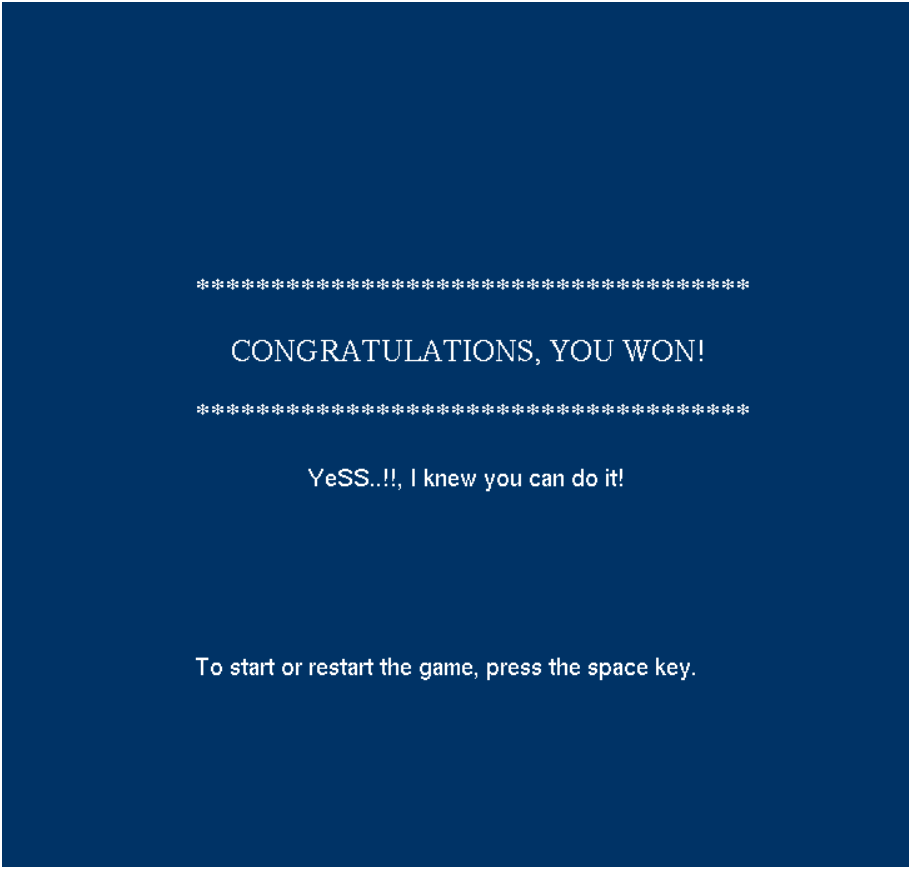 *************************************
CONGRATULATIONS, YOU WON!
*************************************
YeSS..!!, I knew you can do it!
To start or restart the game, press the space key.